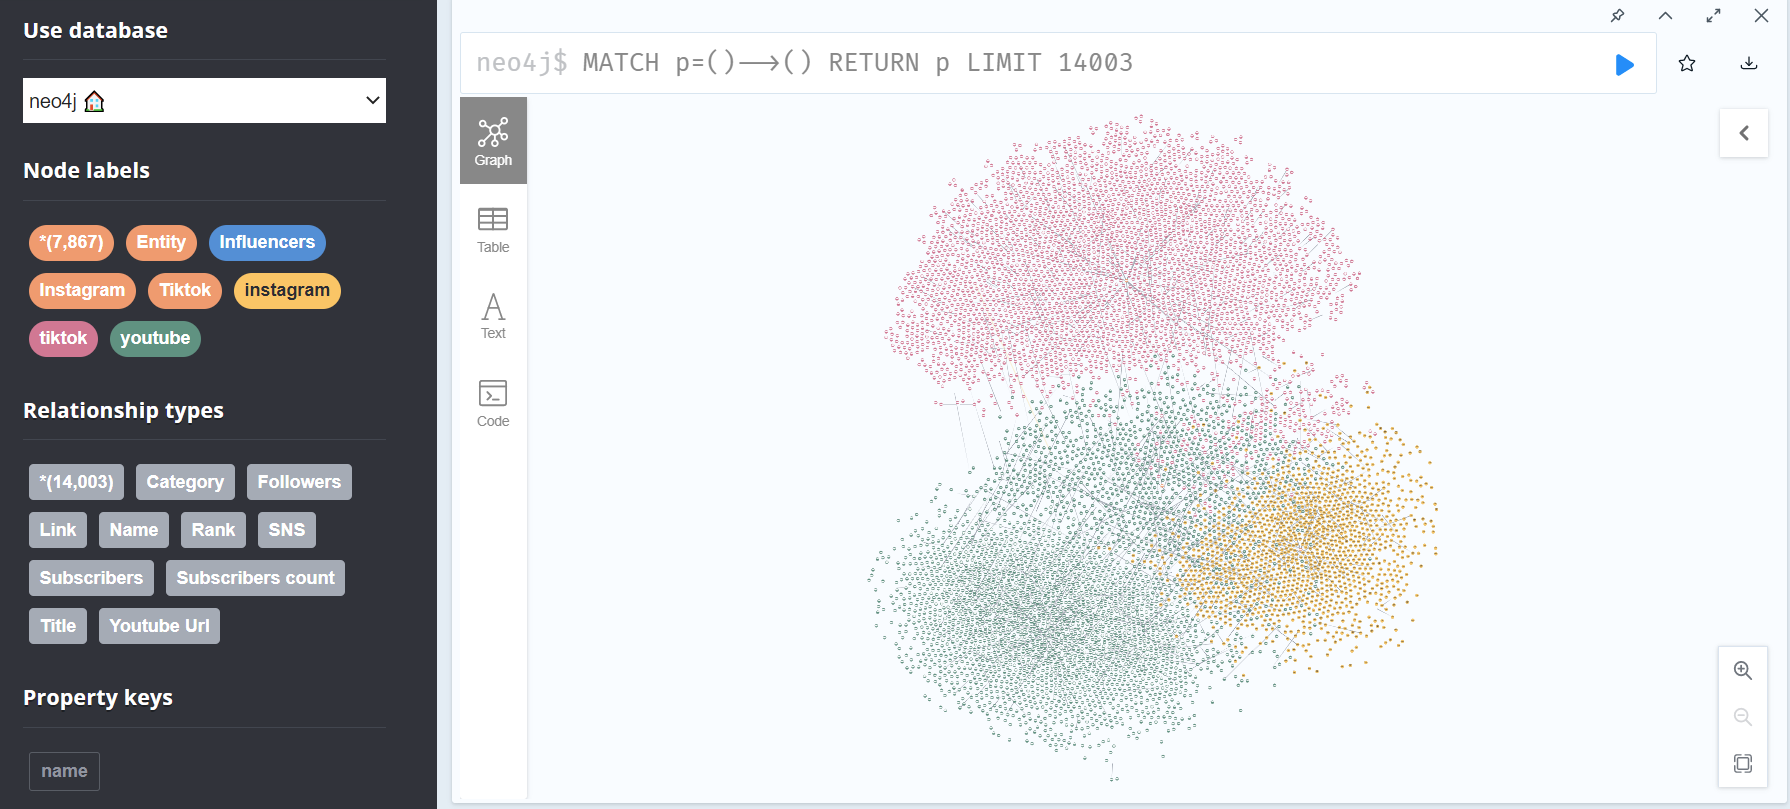 Use database
neo4j
Node labels
*(7,867) Entity Influencers
Instagram Tiktok instagram
tiktok youtube
Relationship types
*(14,003) Category Followers
Link Name Rank SNS
Subscribers Subscribers count
Title Youtube Url
Property keys
name
neo4j$ MATCH p=()⟶() RETURN p LIMIT 14003
Graph
Table
A
Text
Code